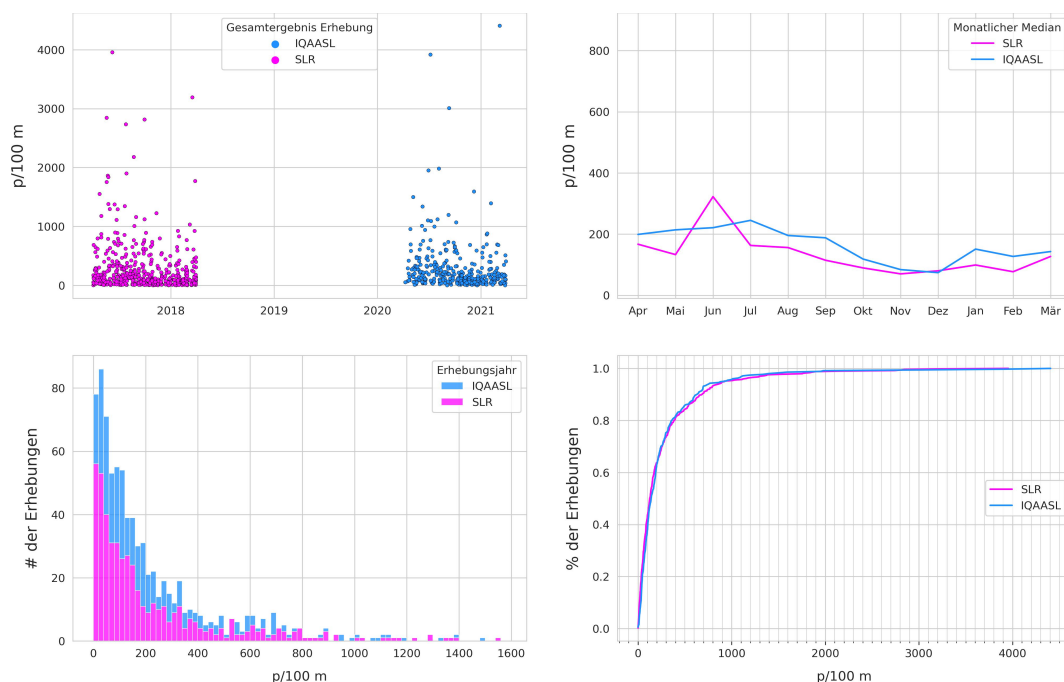 Gesamtergebnis Erhebung
IQAASL
SLR
p/100 m
4000
3000
2000
1000
0
2018
2019
2020
2021
Monatlicher Median
SLR
IQAASL
p/100 m
800
600
400
200
0
Apr Mai Jun Jul Aug Sep Okt Nov Dez Jan Feb Mär
Erhebungsjahr
IQAASL
SLR
# der Erhebungen
80
60
40
20
0
0 200 400 600 800 1000 1200 1400 1600
p/100 m
SLR
IQAASL
% der Erhebungen
1.0
0.8
0.6
0.4
0.2
0.0
0 1000 2000 3000 4000
p/100 m